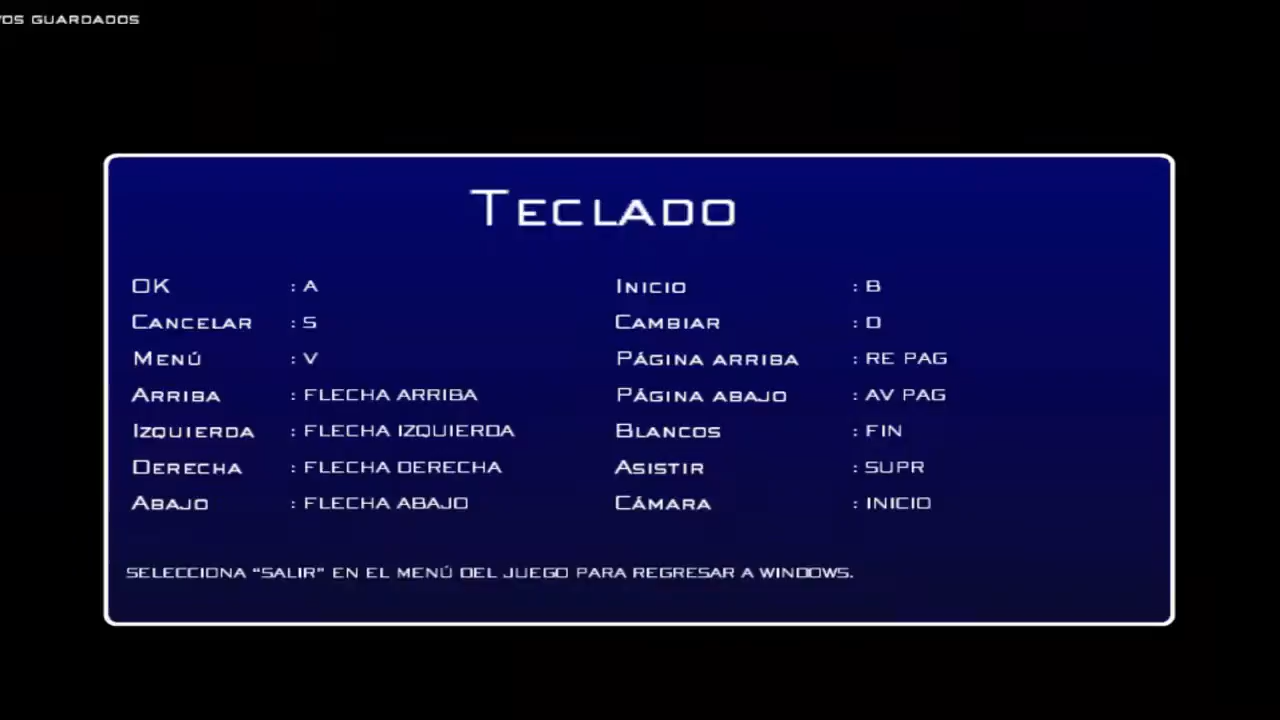 GUARDADOS
TECLADO
OK : A
CANCELAR : S
MENÚ : V
ARRIBA : FLECHA ARRIBA
IZQUIERDA : FLECHA IZQUIERDA
DERECHA : FLECHA DERECHA
ABAJO : FLECHA ABAJO
INICIO : B
CAMBIAR : D
PÁGINA ARRIBA : RE PAG
PÁGINA ABAJO : AV PAG
BLANCOS : FIN
ASISTIR : SUPR
CÁMARA : INICIO
SELECCIONA “SALIR” EN EL MENÚ DEL JUEGO PARA REGRESAR A WINDOWS.